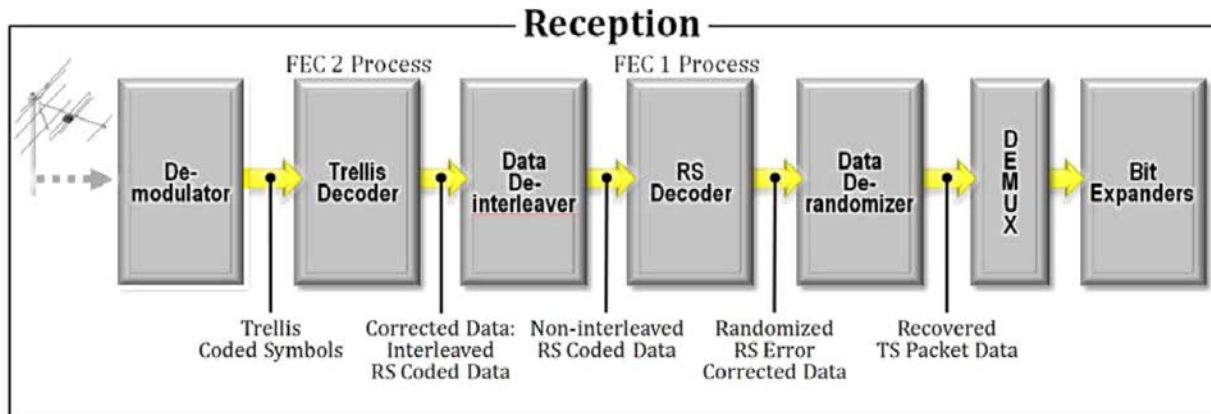 Reception
FEC 2 Process
FEC 1 Process
De-
modulator
Trellis
Decoder
Data
De-
interleaver
RS
Decoder
Data
De-
randomizer
DEMUX
Bit
Expanders
Trellis
Coded Symbols
Corrected Data:
Interleaved
RS Coded Data
Non-interleaved
RS Coded Data
Randomized
RS Error
Corrected Data
Recovered
TS Packet Data